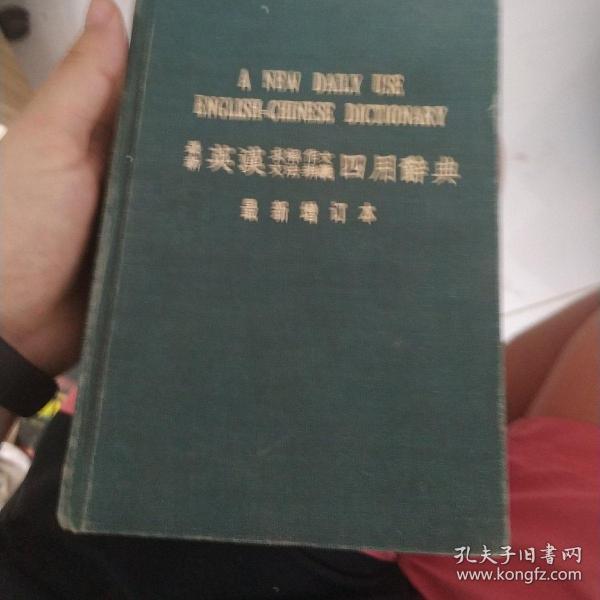 A NEW DAILY USE
ENGLISH-CHINESE DICTIONARY
最新 英漢 求解 作文 文法 辨義 四用辭典
最新增订本
孔夫子旧书网
www.kongfz.com